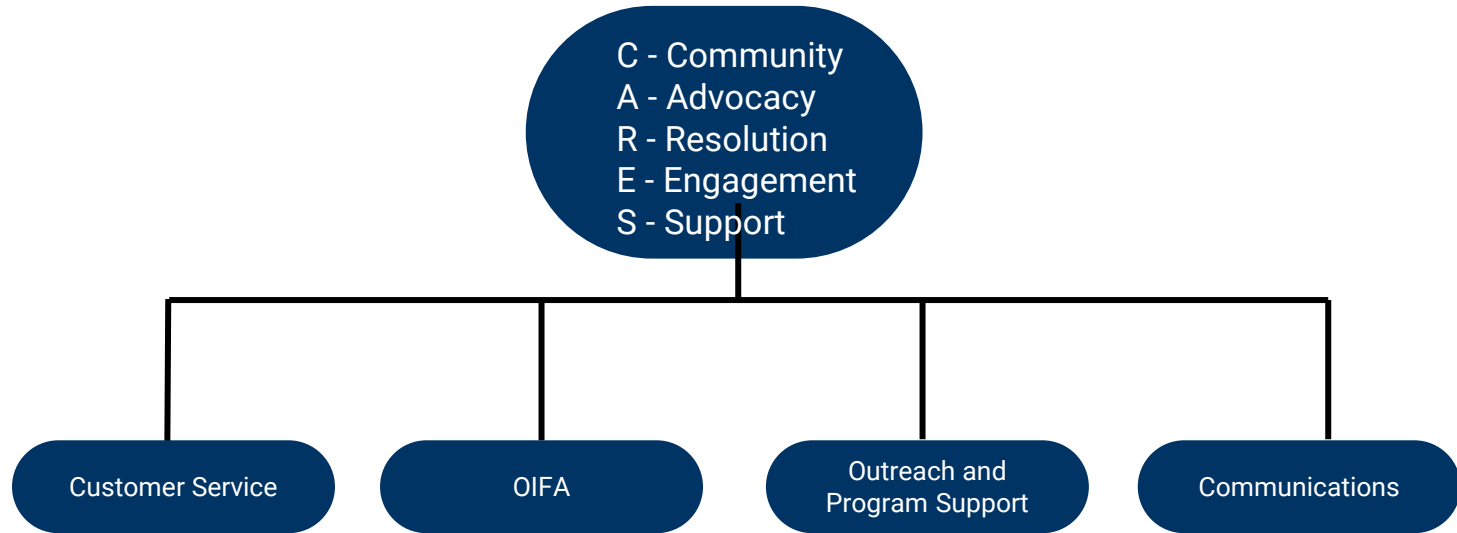 C - Community
A - Advocacy
R - Resolution
E - Engagement
S - Support
Customer Service
OIFA
Outreach and
Program Support
Communications